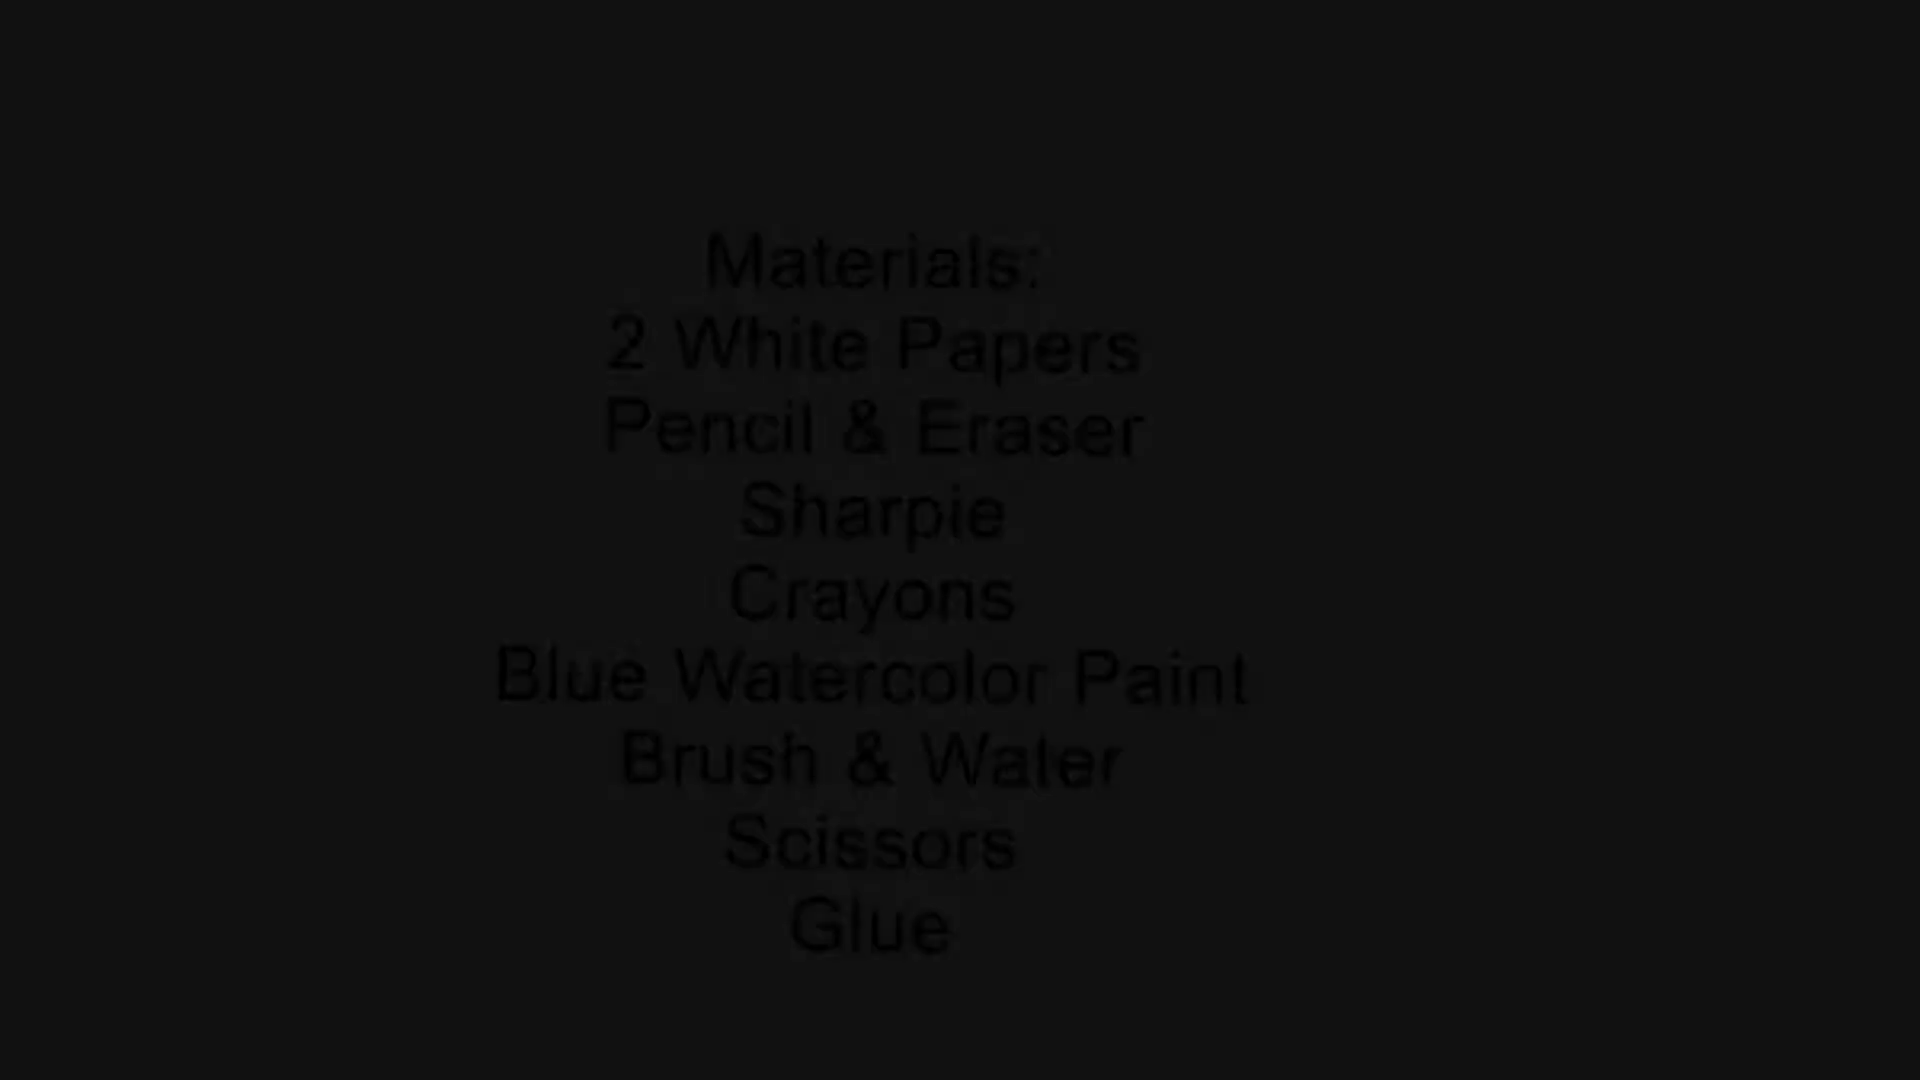 Materials:
2 White Papers
Pencil & Eraser
Sharpie
Crayons
Blue Watercolor Paint
Brush & Water
Scissors
Glue